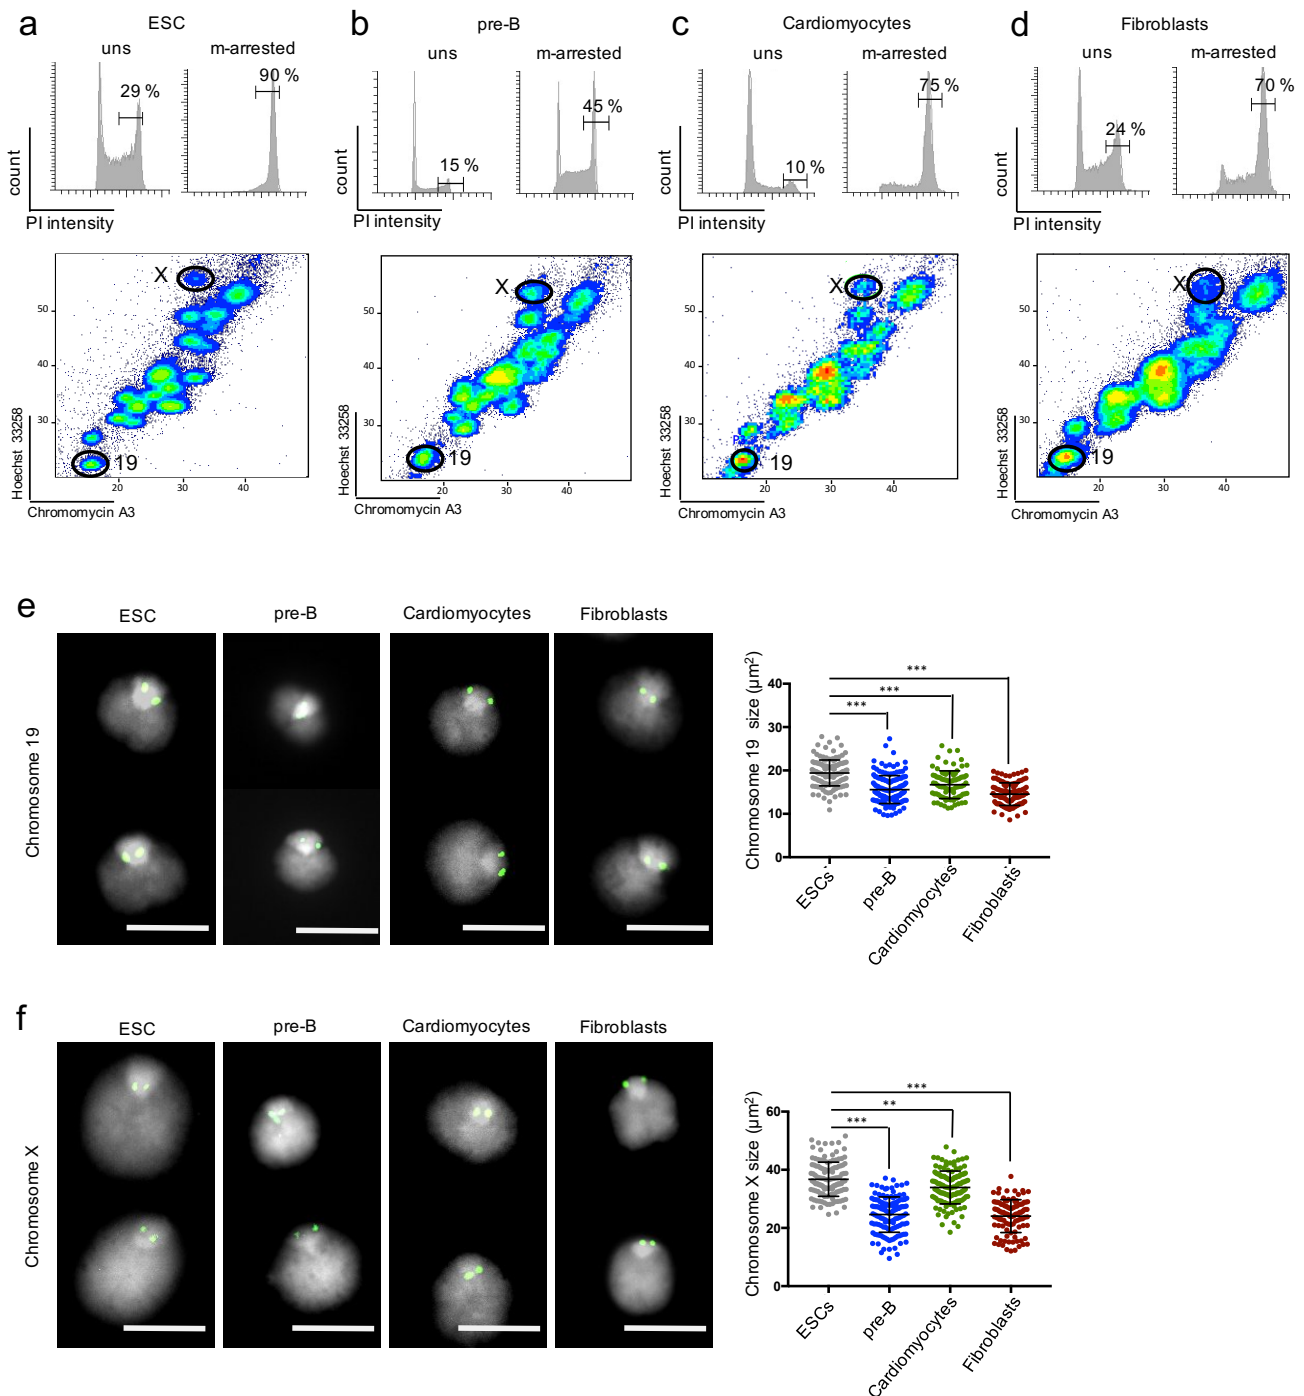 a
ESC
uns
m-arrested
29 %
90 %
count
PI intensity
b
pre-B
uns
m-arrested
15 %
45 %
count
PI intensity
c
Cardiomyocytes
uns
m-arrested
10 %
75 %
count
PI intensity
d
Fibroblasts
uns
m-arrested
24 %
70 %
count
PI intensity
X
19
50
40
30
20
30
40
Hoechst 33258
Chromomycin A3
X
19
50
40
30
20
30
40
Hoechst 33258
Chromomycin A3
X
19
50
40
30
20
30
40
Hoechst 33258
Chromomycin A3
X
19
50
40
30
20
30
40
Hoechst 33258
Chromomycin A3
e
ESC
pre-B
Cardiomyocytes
Fibroblasts
Chromosome 19
Chromosome 19 size (µm²)
40
30
20
10
0
***
***
***
ESCs
pre-B
Cardiomyocytes
Fibroblasts
f
ESC
pre-B
Cardiomyocytes
Fibroblasts
Chromosome X
Chromosome X size (µm²)
60
40
20
0
***
**
***
ESCs
pre-B
Cardiomyocytes
Fibroblasts